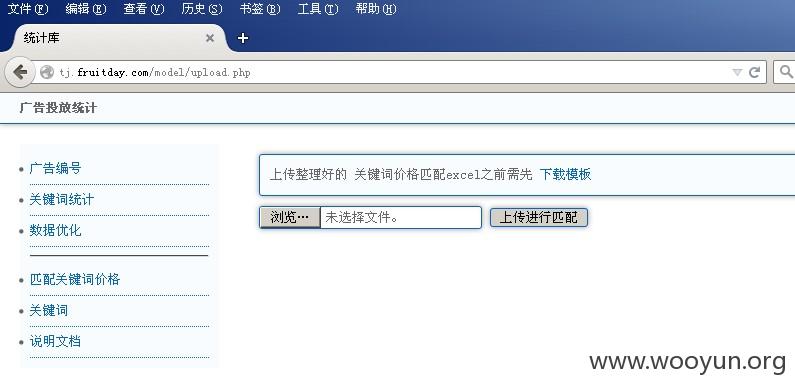 文件(F) 编辑(E) 查看(V) 历史(S) 书签(B) 工具(T) 帮助(H)
统计库
tj.fruitday.com/model/upload.php
广告投放统计
广告编号
关键词统计
数据优化
匹配关键词价格
关键词
说明文档
上传整理好的 关键词价格匹配excel之前需先 下载模板
浏览… 未选择文件。 上传进行匹配
www.wooyun.org